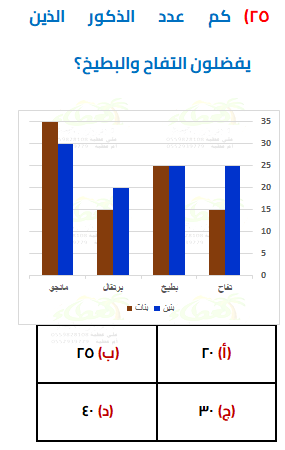 ٢٥) كم عدد الذكور الذين
يفضلون التفاح والبطيخ؟
35
30
25
20
15
10
5
0
تفاح بطيخ برتقال مانجو
بنين بنات
(أ) ٢٠ (ب) ٢٥
(ج) ٣٠ (د) ٤٠